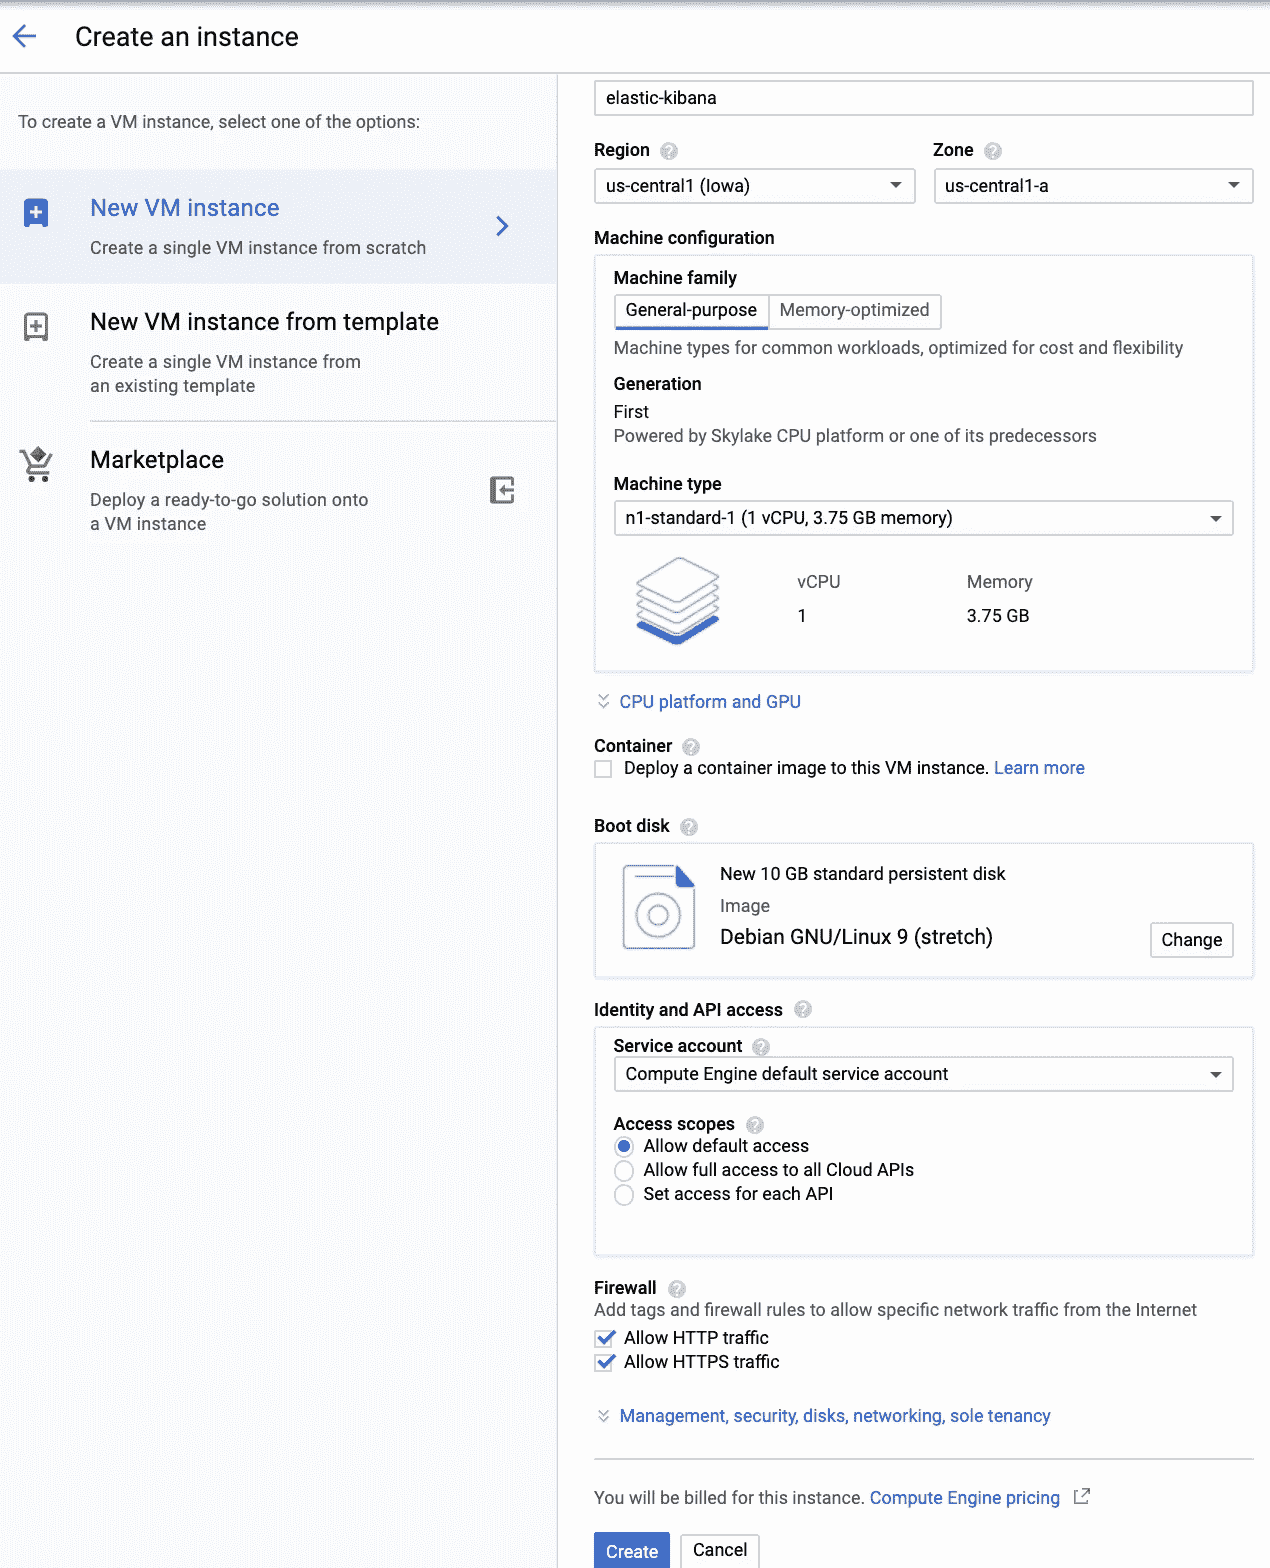 Create an instance
To create a VM instance, select one of the options:
New VM instance
Create a single VM instance from scratch
New VM instance from template
Create a single VM instance from
an existing template
Marketplace
Deploy a ready-to-go solution onto
a VM instance
elastic-kibana
Region
Zone
us-central1 (Iowa)
us-central1-a
Machine configuration
Machine family
General-purpose
Memory-optimized
Machine types for common workloads, optimized for cost and flexibility
Generation
First
Powered by Skylake CPU platform or one of its predecessors
Machine type
n1-standard-1 (1 vCPU, 3.75 GB memory)
vCPU
Memory
1
3.75 GB
CPU platform and GPU
Container
Deploy a container image to this VM instance. Learn more
Boot disk
New 10 GB standard persistent disk
Image
Debian GNU/Linux 9 (stretch)
Change
Identity and API access
Service account
Compute Engine default service account
Access scopes
Allow default access
Allow full access to all Cloud APIs
Set access for each API
Firewall
Add tags and firewall rules to allow specific network traffic from the Internet
Allow HTTP traffic
Allow HTTPS traffic
Management, security, disks, networking, sole tenancy
You will be billed for this instance. Compute Engine pricing
Create
Cancel